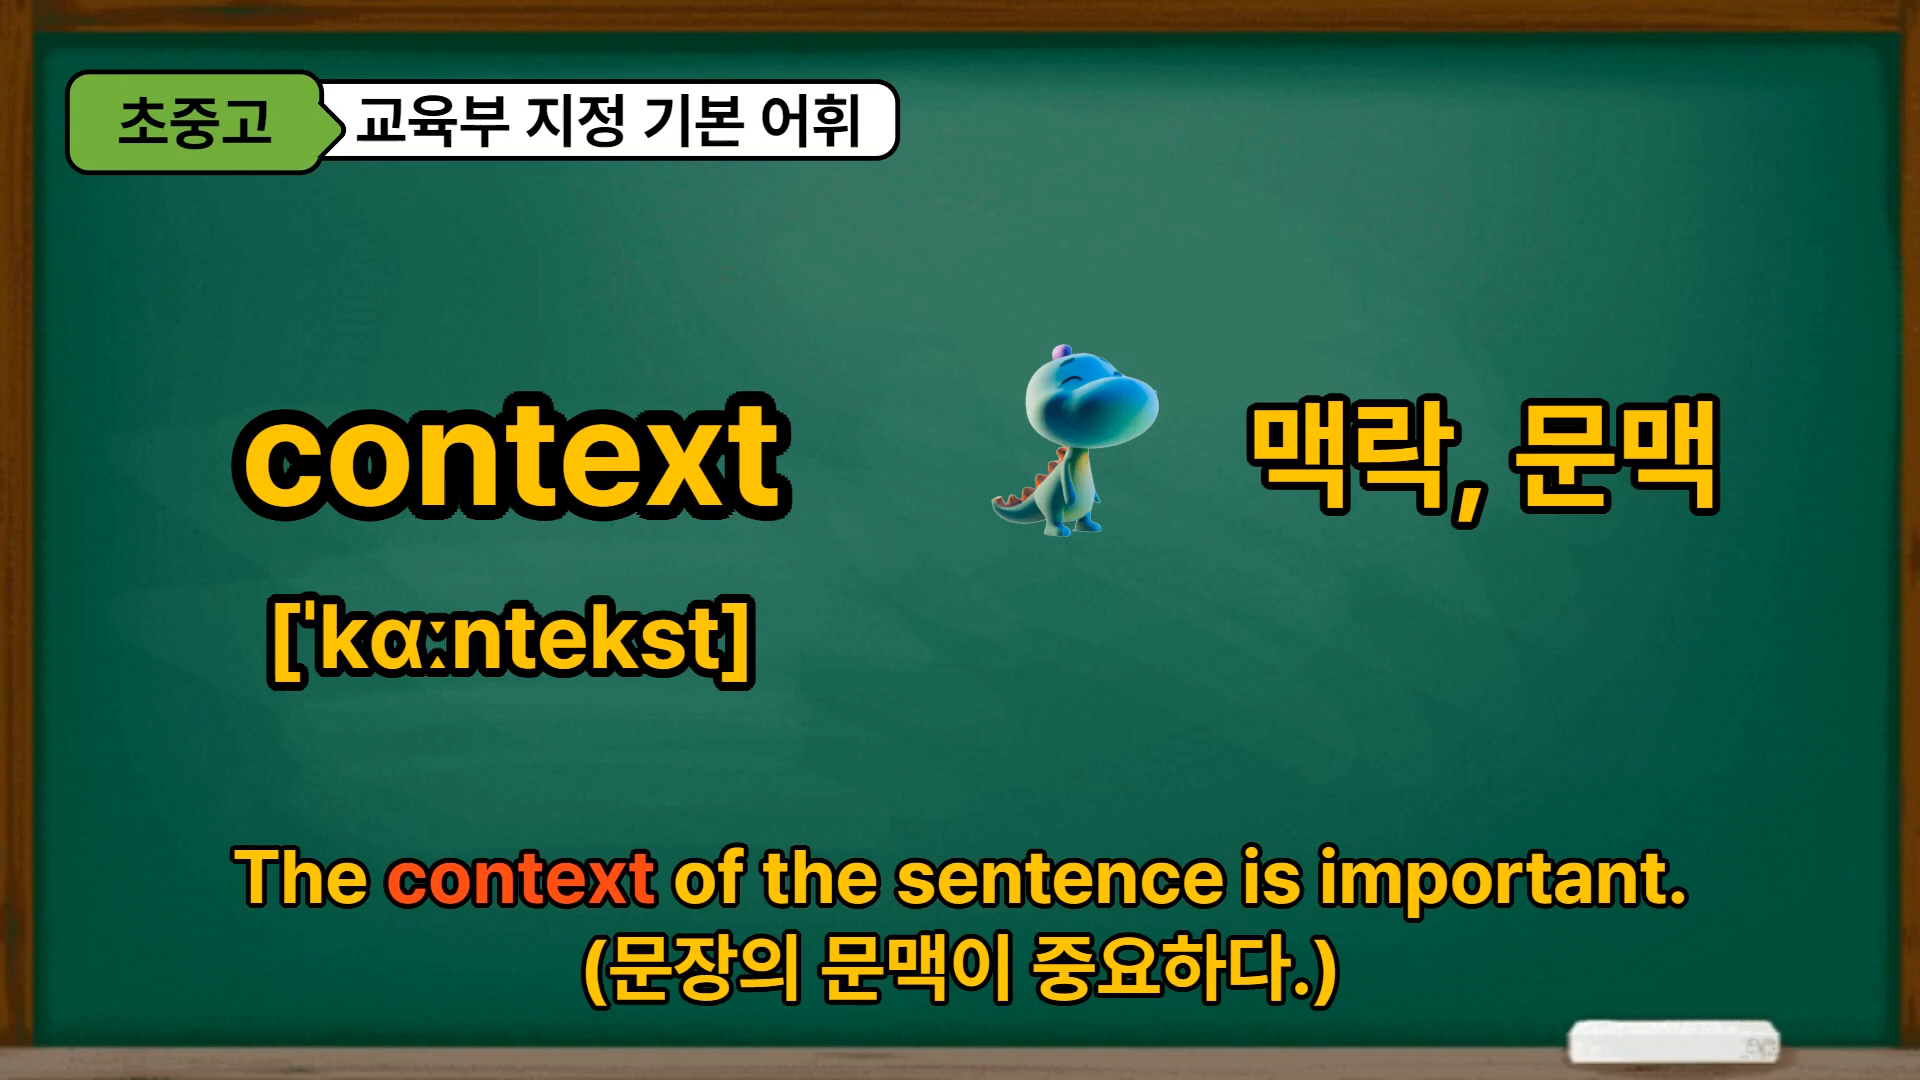 초중고 교육부 지정 기본 어휘
context 맥락, 문맥
[ˈkɑːntekst]
The context of the sentence is important.
(문장의 문맥이 중요하다.)